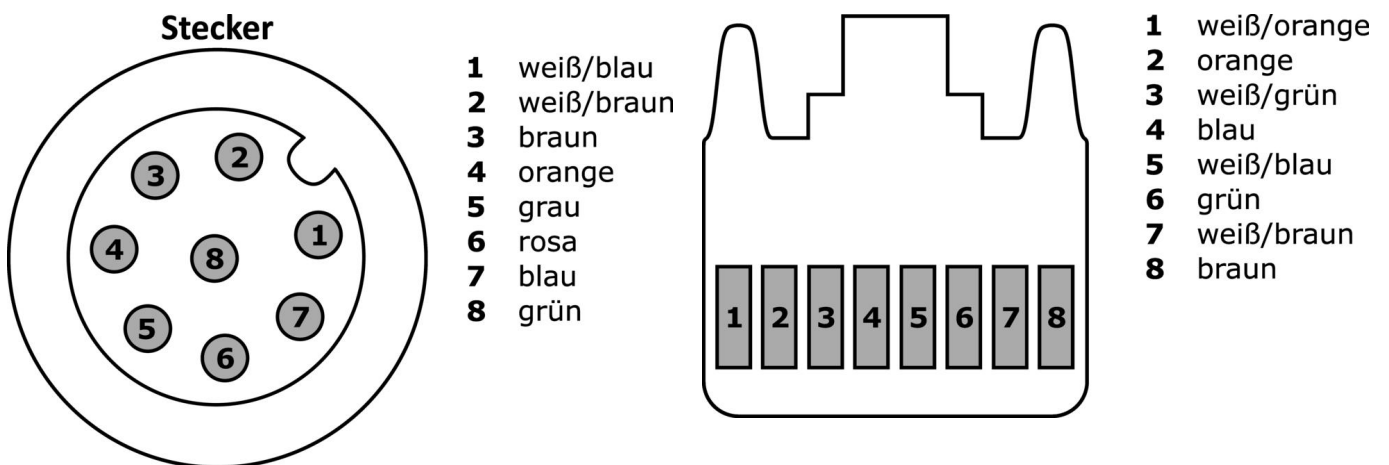 Stecker
3
2
4
8
1
5
6
7
1 weiß/blau
2 weiß/braun
3 braun
4 orange
5 grau
6 rosa
7 blau
8 grün
1 2 3 4 5 6 7 8
1 weiß/orange
2 orange
3 weiß/grün
4 blau
5 weiß/blau
6 grün
7 weiß/braun
8 braun